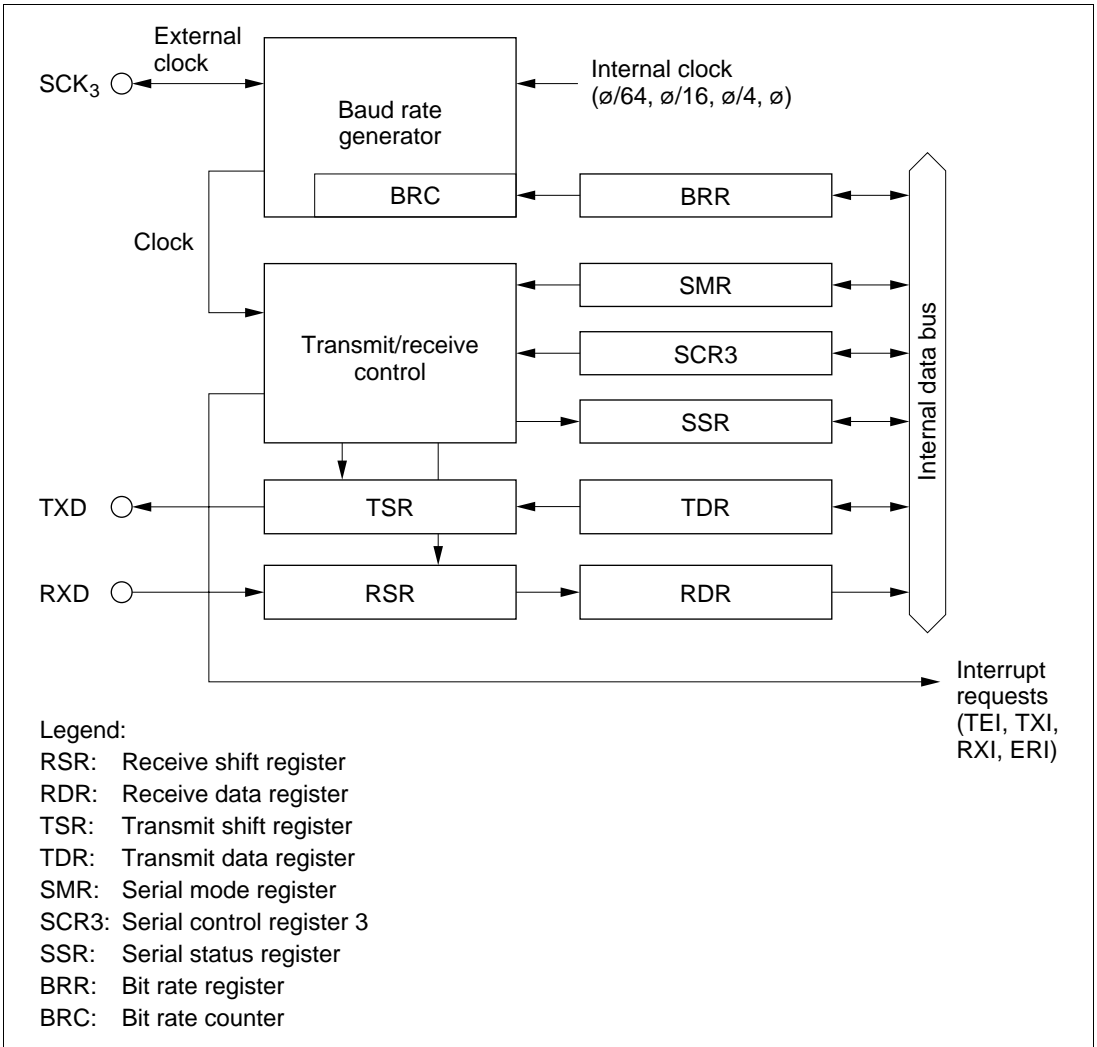 External
clock
SCK3
Internal clock
(ø/64, ø/16, ø/4, ø)
Baud rate
generator
BRC
BRR
Clock
SMR
Transmit/receive
control
SCR3
SSR
Internal data bus
TXD
TSR
TDR
RXD
RSR
RDR
Interrupt
requests
(TEI, TXI,
RXI, ERI)
Legend:
RSR: Receive shift register
RDR: Receive data register
TSR: Transmit shift register
TDR: Transmit data register
SMR: Serial mode register
SCR3: Serial control register 3
SSR: Serial status register
BRR: Bit rate register
BRC: Bit rate counter